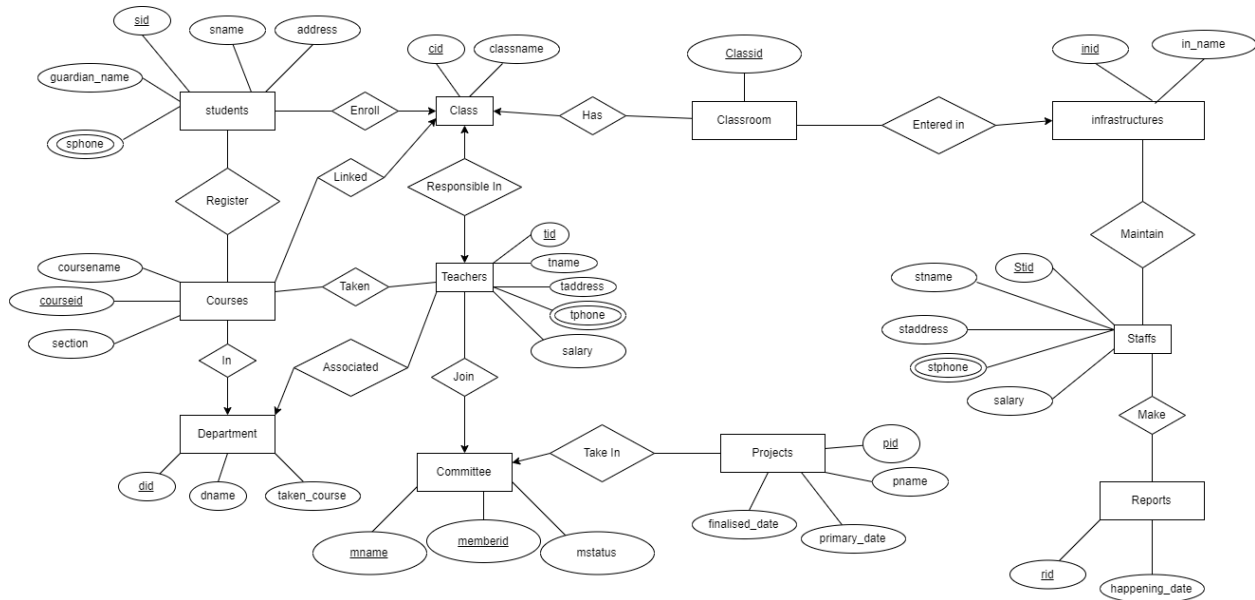 sid
sname
address
guardian_name
students
sphone
Enroll
cid
classname
Class
Has
Classid
Classroom
Entered in
inid
in_name
infrastructures
Register
Linked
Responsible In
Maintain
coursename
courseid
section
Courses
Taken
Teachers
tid
tname
taddress
tphone
salary
stname
Stid
staddress
stphone
salary
Staffs
In
Associated
Join
Make
Department
did
dname
taken_course
Committee
mname
memberid
mstatus
Take In
Projects
pid
pname
finalised_date
primary_date
Reports
rid
happening_date